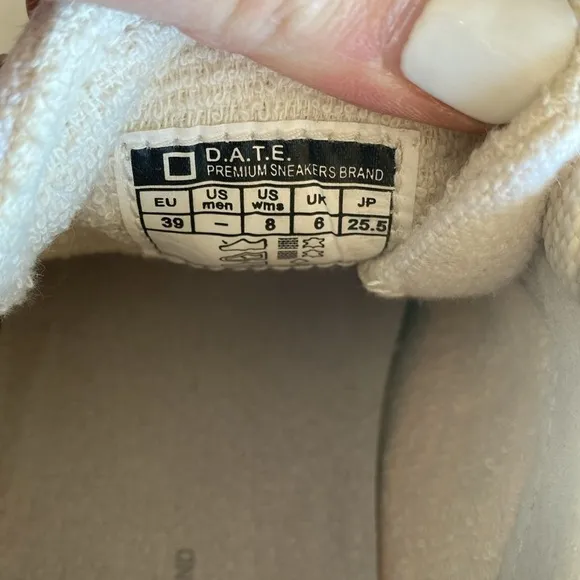 D.A.T.E.
PREMIUM SNEAKERS BRAND
EU US men US wms UK JP
39 – 8 6 25.5